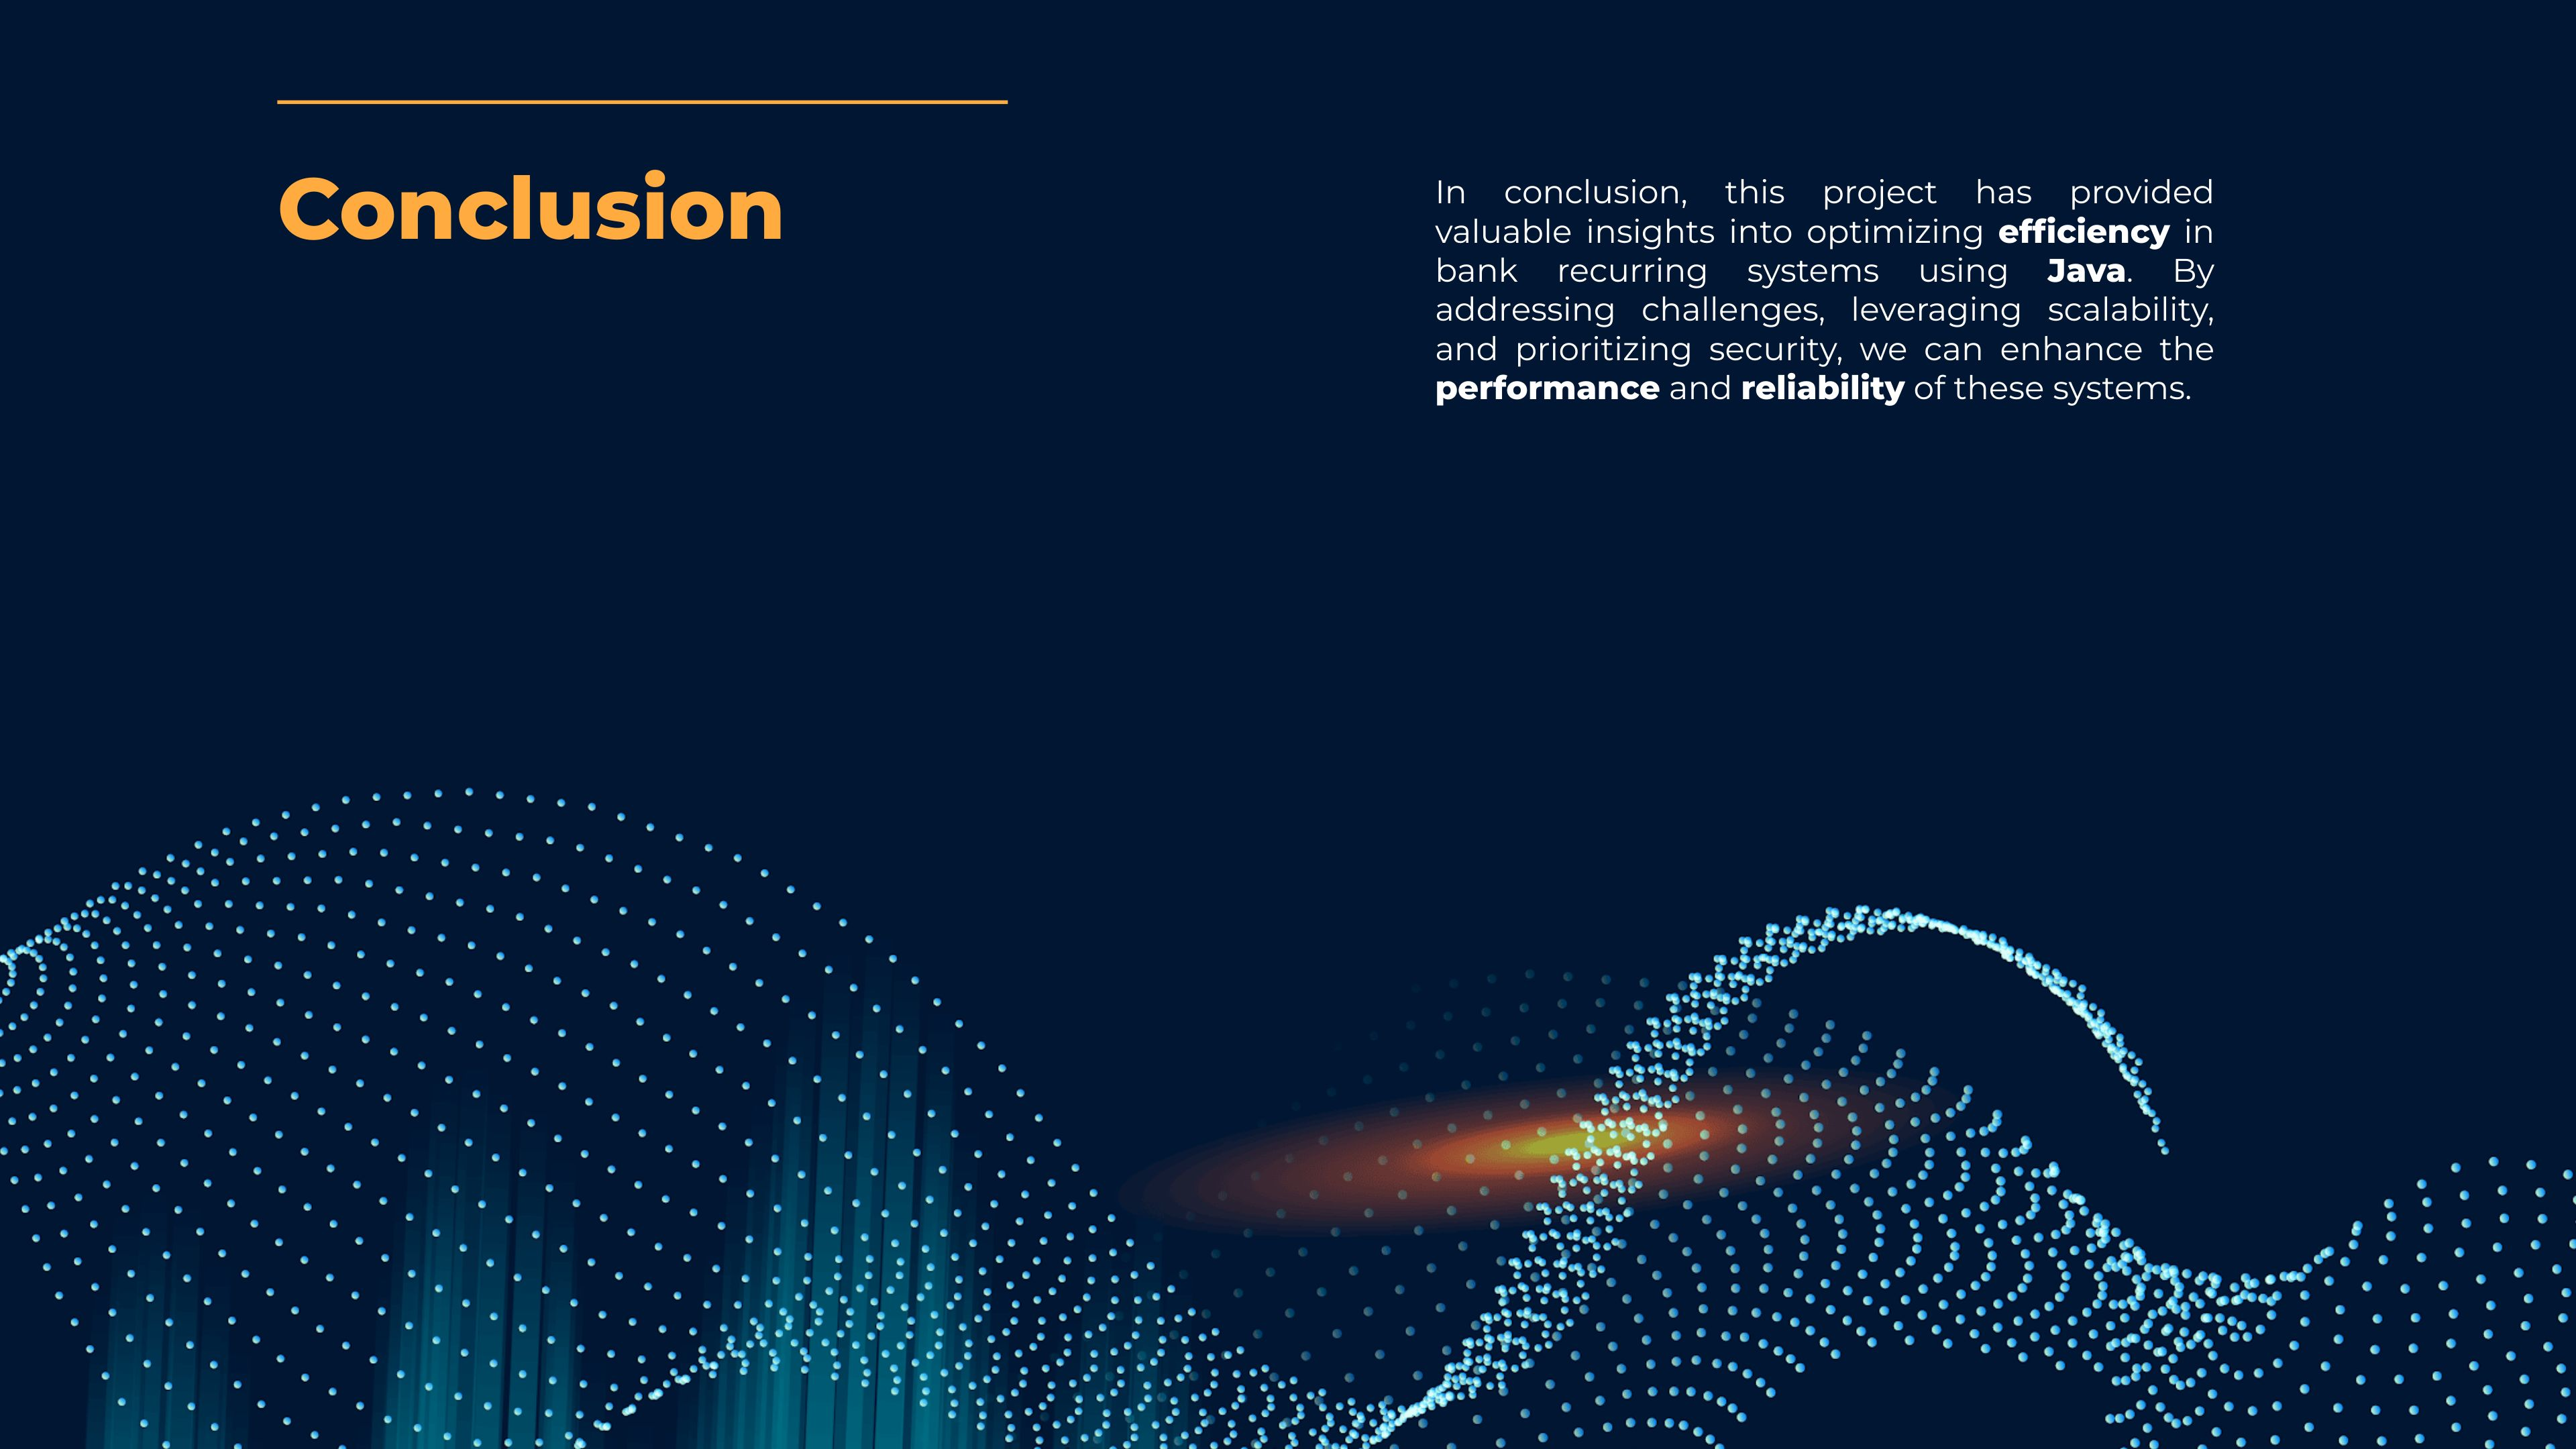 Conclusion
In conclusion, this project has provided
valuable insights into optimizing efficiency in
bank recurring systems using Java. By
addressing challenges, leveraging scalability,
and prioritizing security, we can enhance the
performance and reliability of these systems.